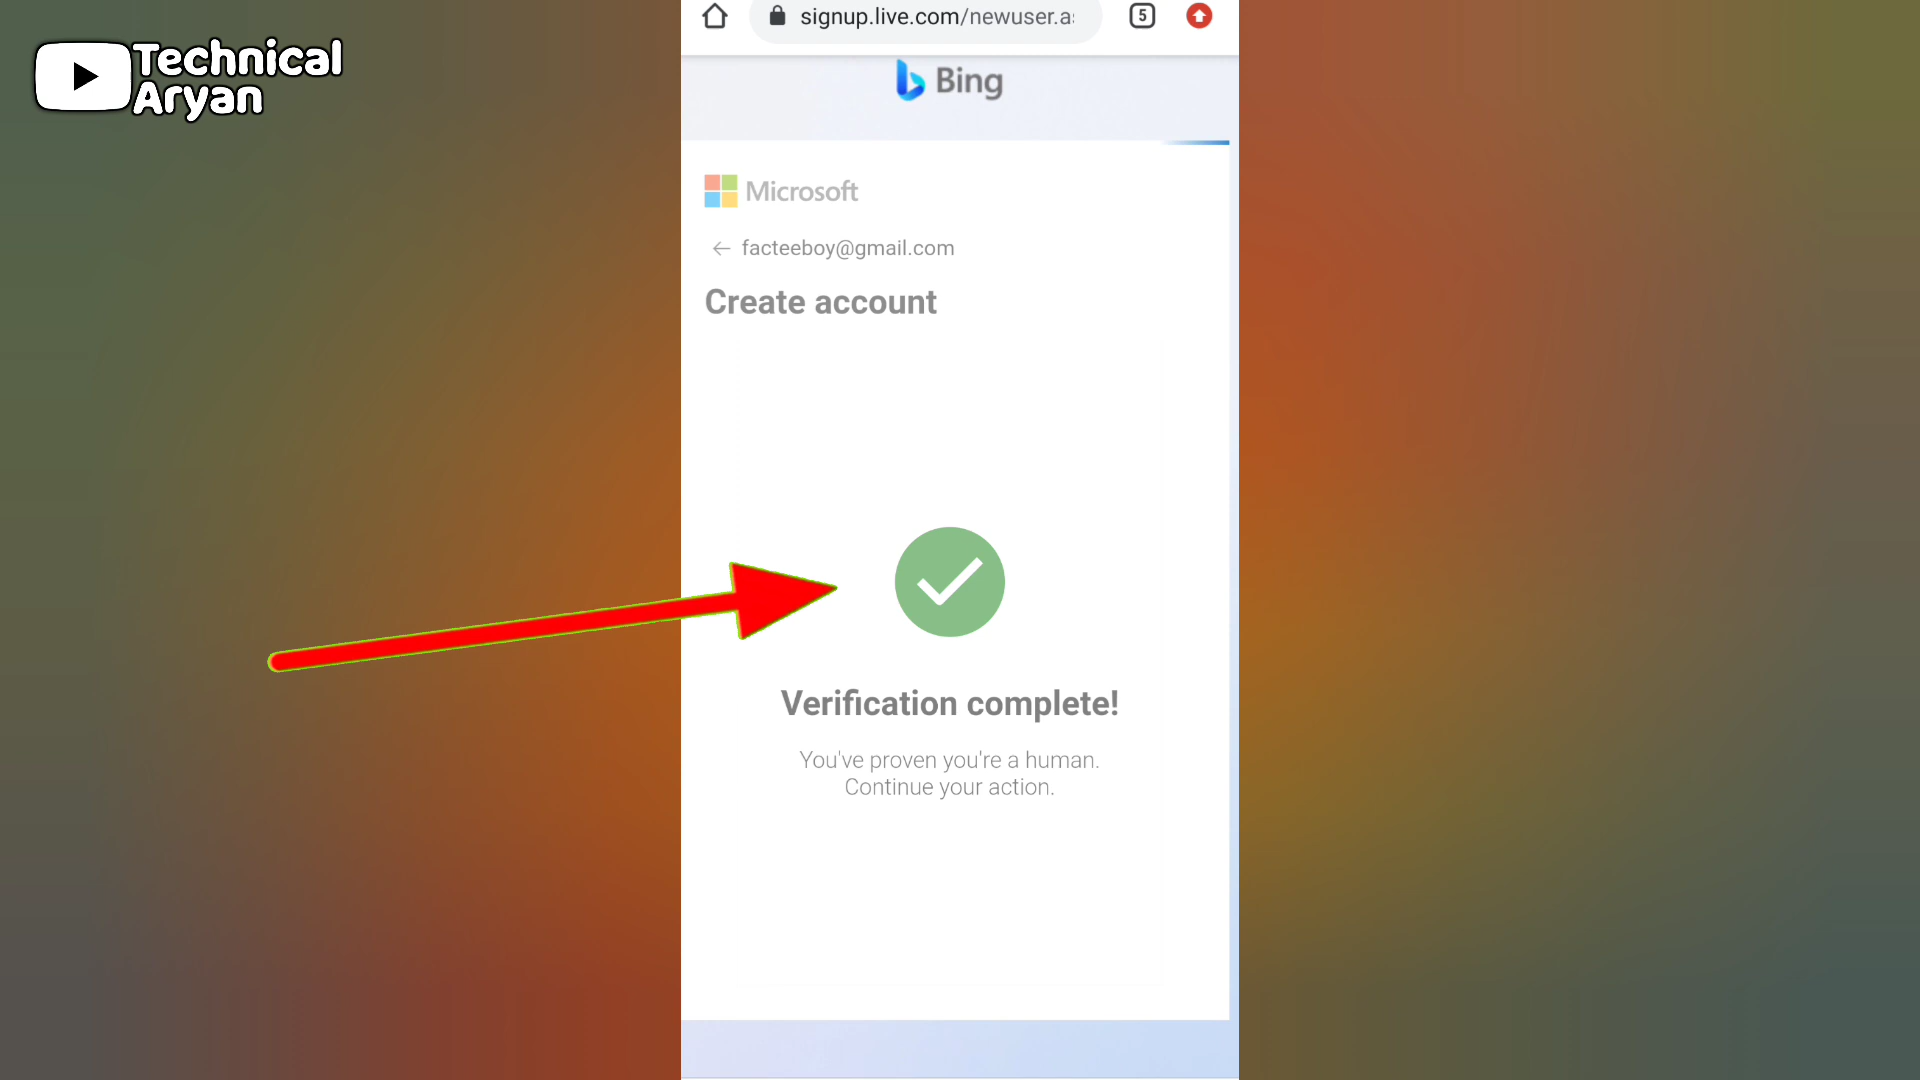 Technical
Aryan
signup.live.com/newuser.a
5
Bing
Microsoft
facteeboy@gmail.com
Create account
Verification complete!
You've proven you're a human.
Continue your action.